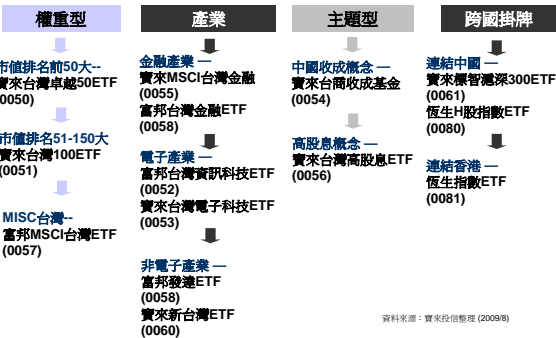 權重型
市值排名前50大--
寶來台灣卓越50ETF
(0050)
市值排名51-150大
寶來台灣100ETF
(0051)
MISC台灣--
富邦MSCI台灣ETF
(0057)
產業
金融產業 —
寶來MSCI台灣金融
(0055)
富邦台灣金融ETF
(0058)
電子產業 —
富邦台灣資訊科技ETF
(0052)
寶來台灣電子科技ETF
(0053)
非電子產業 —
富邦發達ETF
(0058)
寶來新台灣ETF
(0060)
主題型
中國收成概念 —
寶來台商收成基金
(0054)
高股息概念 —
寶來台灣高股息ETF
(0056)
跨國掛牌
連結中國 —
寶來標智滬深300ETF
(0061)
恆生H股指數ETF
(0080)
連結香港 —
恆生指數ETF
(0081)
資料來源：寶來投信整理 (2009/8)